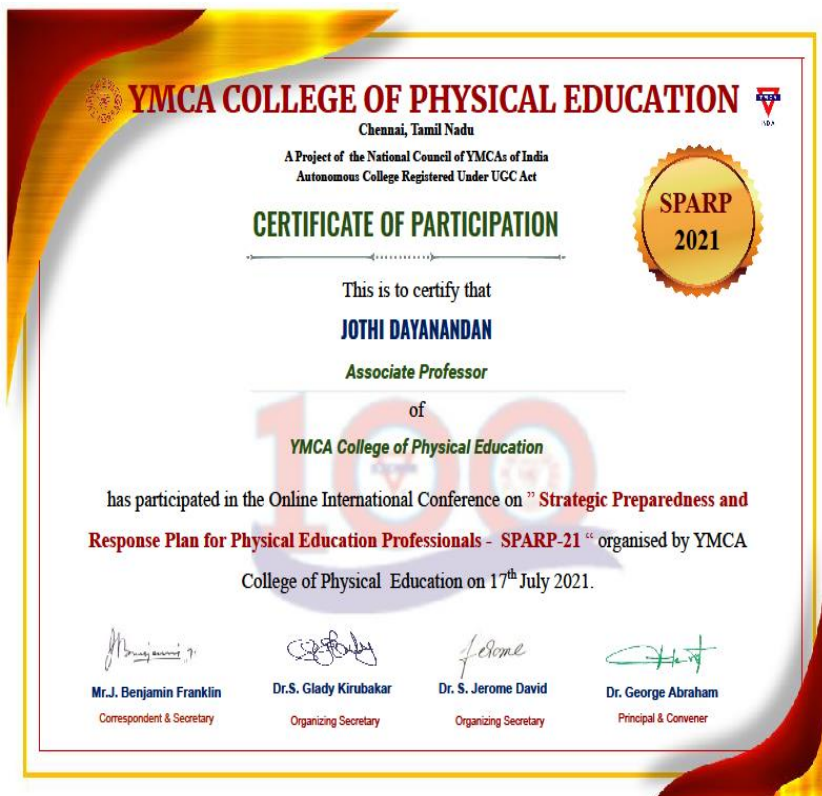 YMCA COLLEGE OF PHYSICAL EDUCATION
Chennai, Tamil Nadu
A Project of the National Council of YMCAs of India
Autonomous College Registered Under UGC Act
CERTIFICATE OF PARTICIPATION
SPARP
2021
This is to certify that
JOTHI DAYANANDAN
Associate Professor
of
YMCA College of Physical Education
100
has participated in the Online International Conference on ” Strategic Preparedness and
Response Plan for Physical Education Professionals - SPARP-21 “ organised by YMCA
College of Physical Education on 17th July 2021.
Jerome
Mr.J. Benjamin Franklin
Correspondent & Secretary
Dr.S. Glady Kirubakar
Organizing Secretary
Dr. S. Jerome David
Organizing Secretary
Dr. George Abraham
Principal & Convener